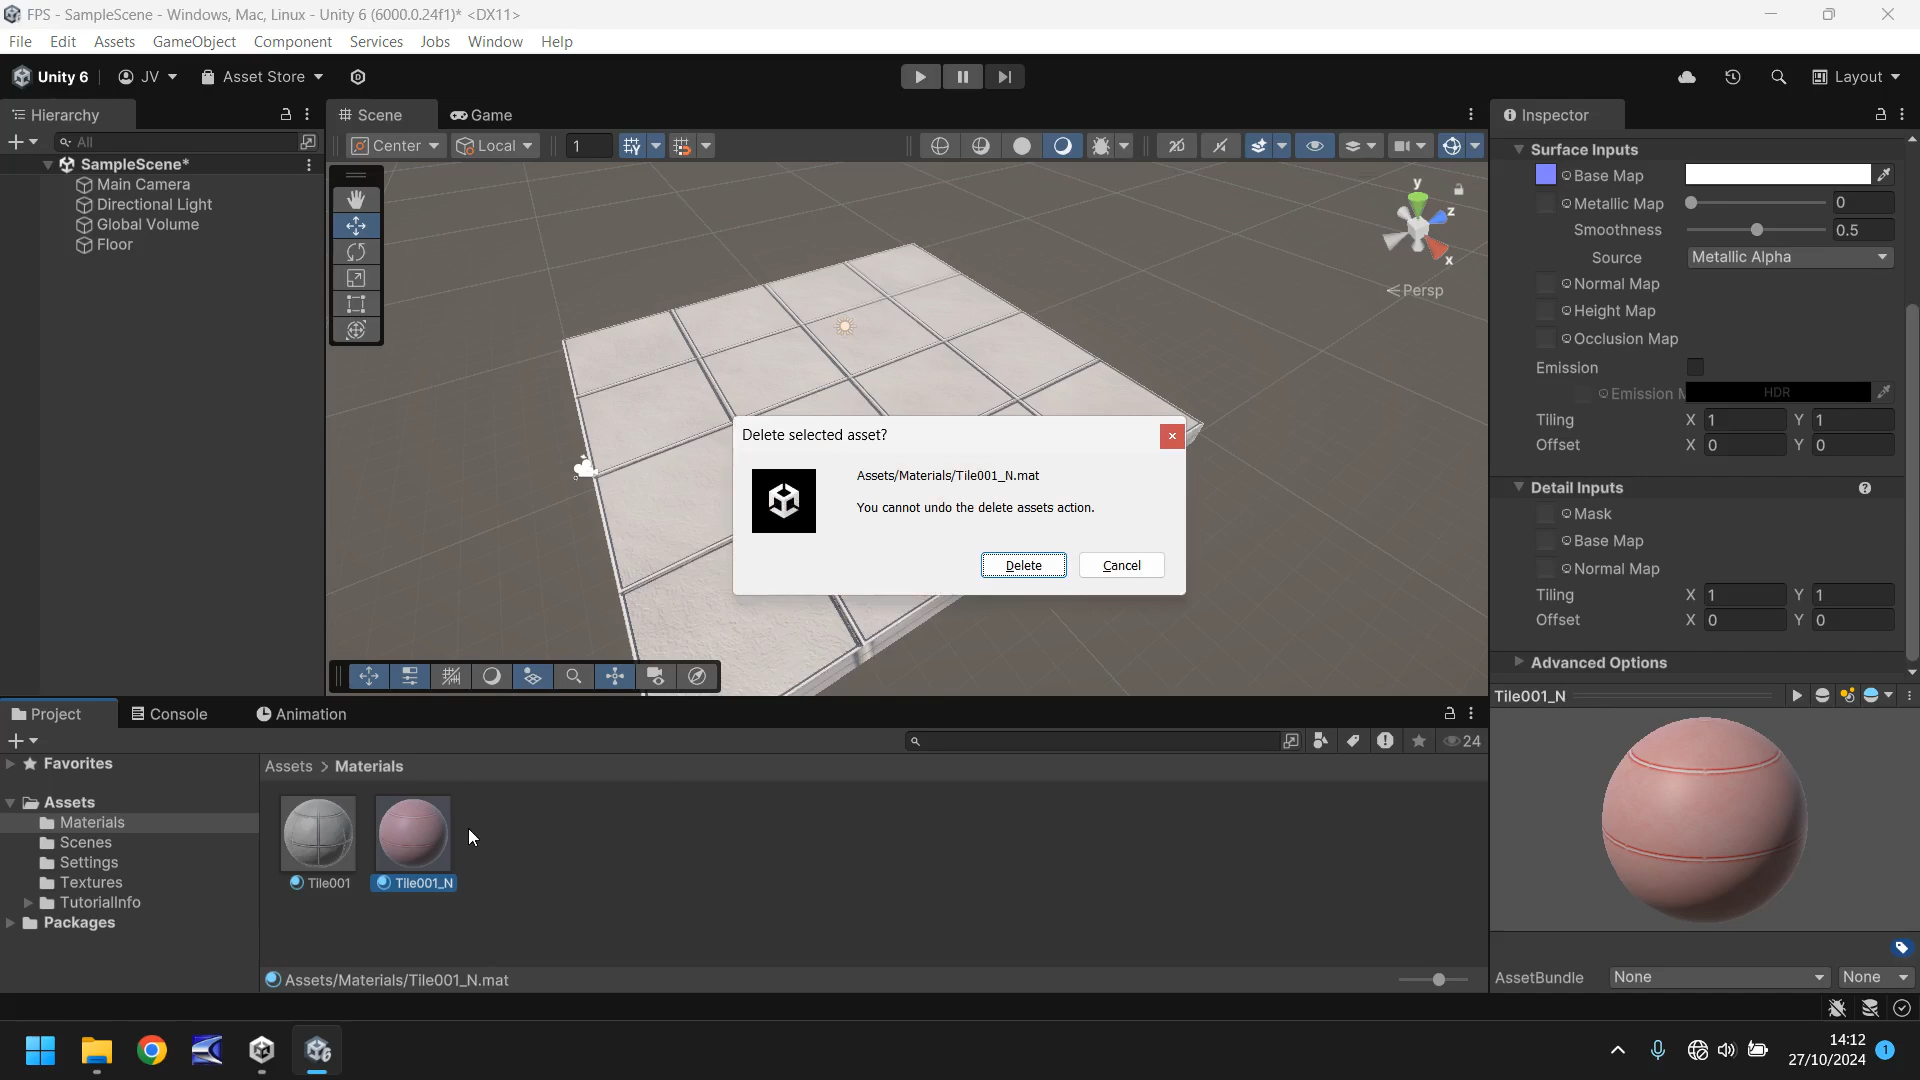 FPS - SampleScene - Windows, Mac, Linux - Unity 6 (6000.0.24f1)* <DX11>
File Edit Assets GameObject Component Services Jobs Window Help
Unity 6 JV Asset Store Layout
Hierarchy
All
SampleScene*
Main Camera
Directional Light
Global Volume
Floor
Scene Game
Center Local 1 2D
y
z
x
Persp
Delete selected asset?
Assets/Materials/Tile001_N.mat
You cannot undo the delete assets action.
Delete Cancel
Inspector
Surface Inputs
Base Map
Metallic Map 0
Smoothness 0.5
Source Metallic Alpha
Normal Map
Height Map
Occlusion Map
Emission
Emission M HDR
Tiling X 1 Y 1
Offset X 0 Y 0
Detail Inputs
Mask
Base Map
Normal Map
Tiling X 1 Y 1
Offset X 0 Y 0
Advanced Options
Tile001_N
AssetBundle None None
Project Console Animation
24
Favorites
Assets
Materials
Scenes
Settings
Textures
TutorialInfo
Packages
Assets > Materials
Tile001 Tile001_N
Assets/Materials/Tile001_N.mat
6
14:12
27/10/2024
1